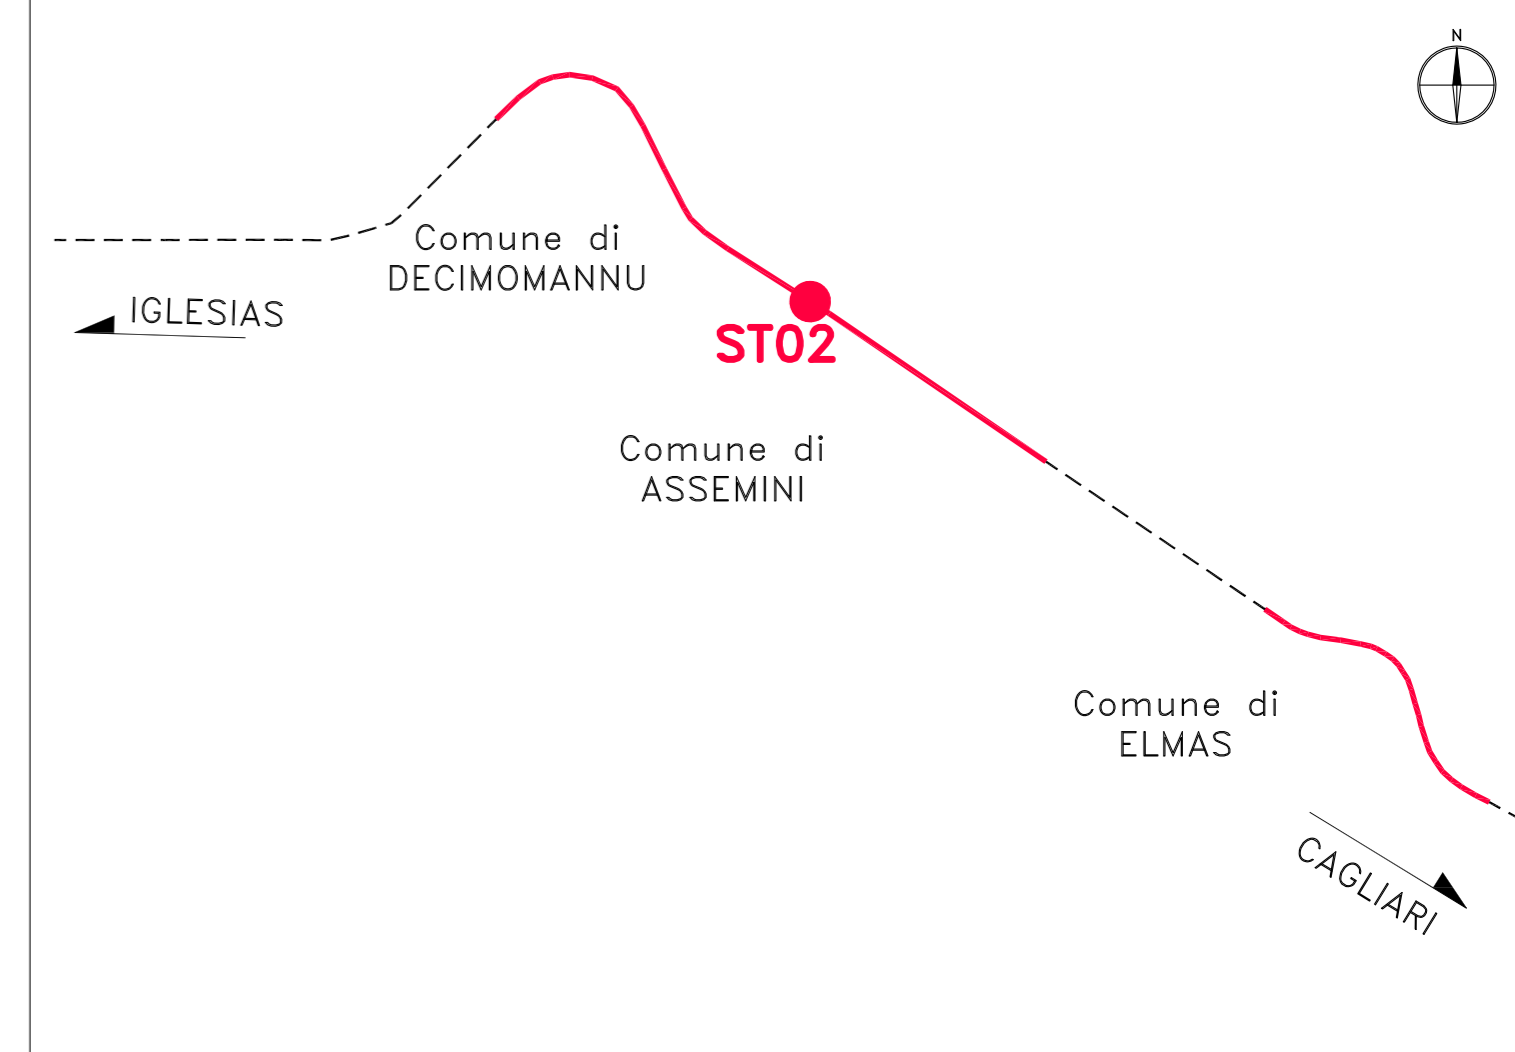 N
Comune di
DECIMOMANNU
IGLESIAS
ST02
Comune di
ASSEMINI
Comune di
ELMAS
CAGLIARI